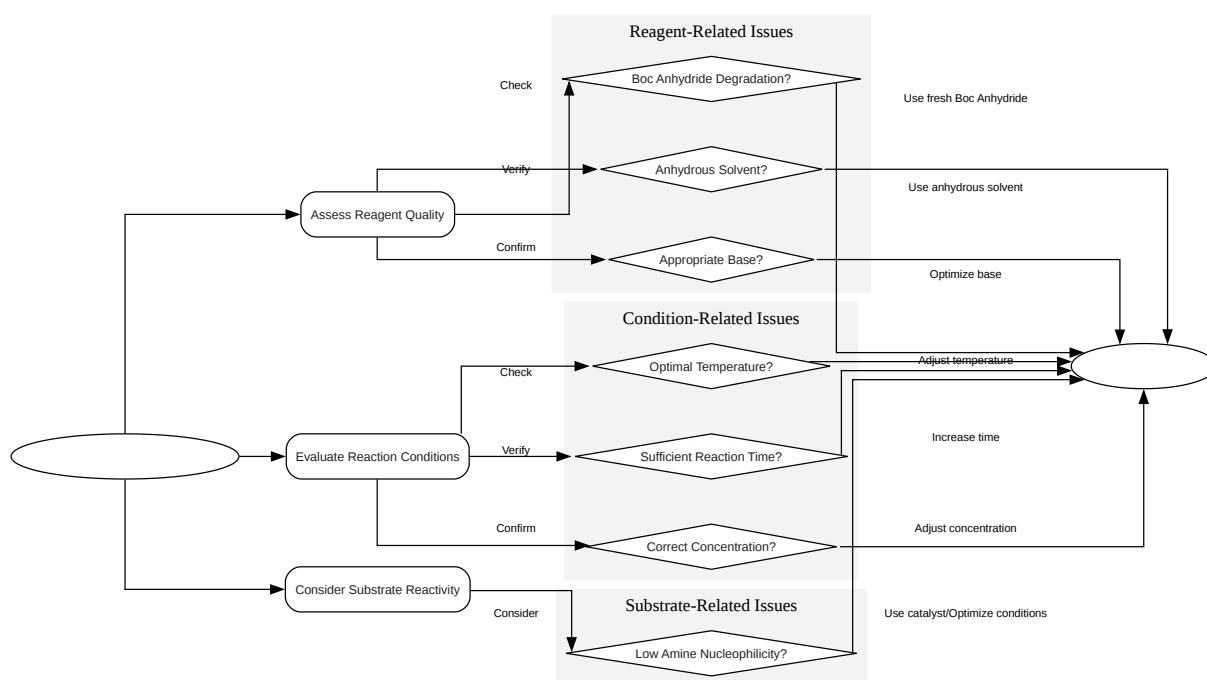 Reagent-Related Issues
Check
Boc Anhydride Degradation?
Use fresh Boc Anhydride
Verify
Anhydrous Solvent?
Use anhydrous solvent
Assess Reagent Quality
Confirm
Appropriate Base?
Optimize base
Condition-Related Issues
Check
Optimal Temperature?
Adjust temperature
Evaluate Reaction Conditions
Verify
Sufficient Reaction Time?
Increase time
Confirm
Correct Concentration?
Adjust concentration
Consider Substrate Reactivity
Consider
Substrate-Related Issues
Use catalyst/Optimize conditions
Low Amine Nucleophilicity?